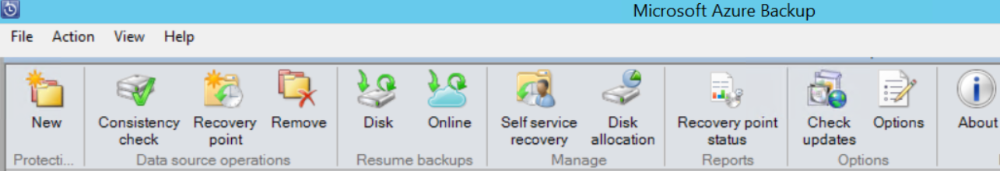 Microsoft Azure Backup
File Action View Help
New
Consistency check
Recovery point
Remove
Disk
Online
Self service recovery
Disk allocation
Recovery point status
Check updates
Options
About
Protecti...
Data source operations
Resume backups
Manage
Reports
Options